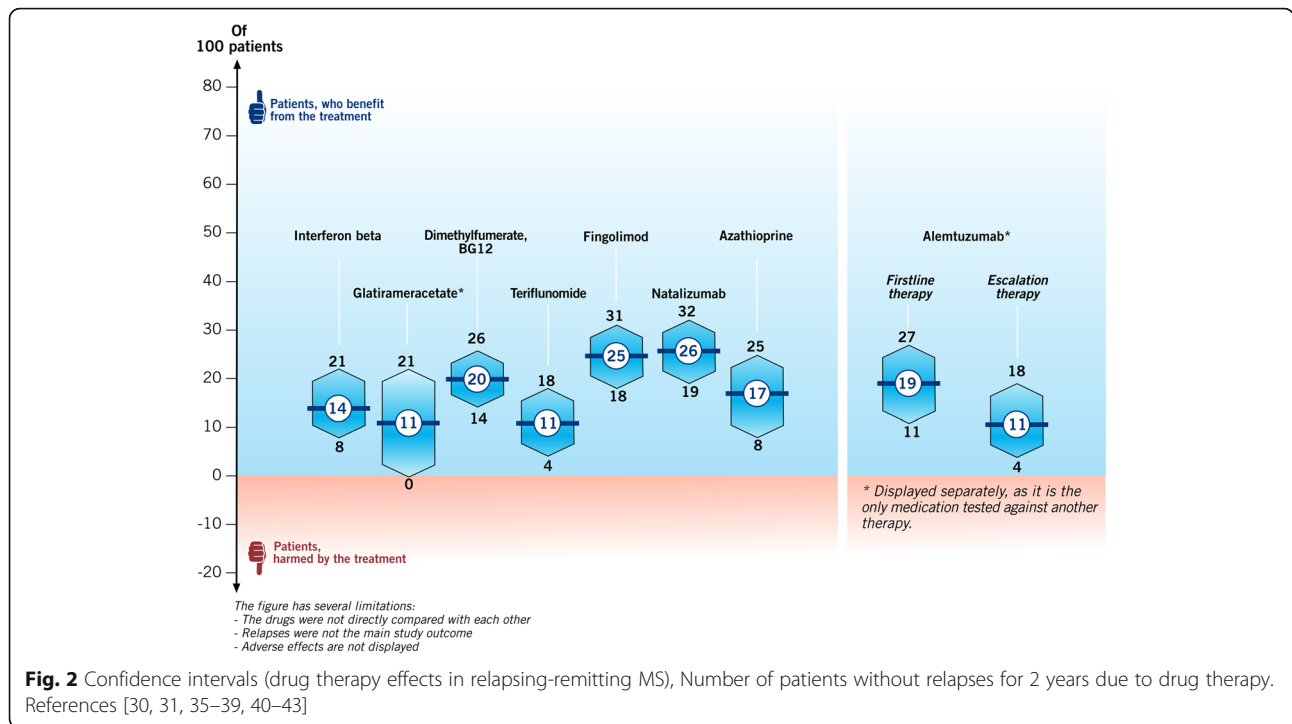 Of
100 patients
80
70
60
50
40
30
20
10
0
-10
-20
Patients, who benefit
from the treatment
Patients,
harmed by the treatment
Interferon beta
21
14
8
Glatirameracetate*
21
11
0
Dimethylfumerate,
BG12
26
20
14
Teriflunomide
18
11
4
Fingolimod
31
25
18
Natalizumab
32
26
19
Azathioprine
25
17
8
Alemtuzumab*
Firstline
therapy
27
19
11
Escalation
therapy
18
11
4
* Displayed separately, as it is the
only medication tested against another
therapy.
The figure has several limitations:
- The drugs were not directly compared with each other
- Relapses were not the main study outcome
- Adverse effects are not displayed
Fig. 2 Confidence intervals (drug therapy effects in relapsing-remitting MS), Number of patients without relapses for 2 years due to drug therapy.
References [30, 31, 35–39, 40–43]